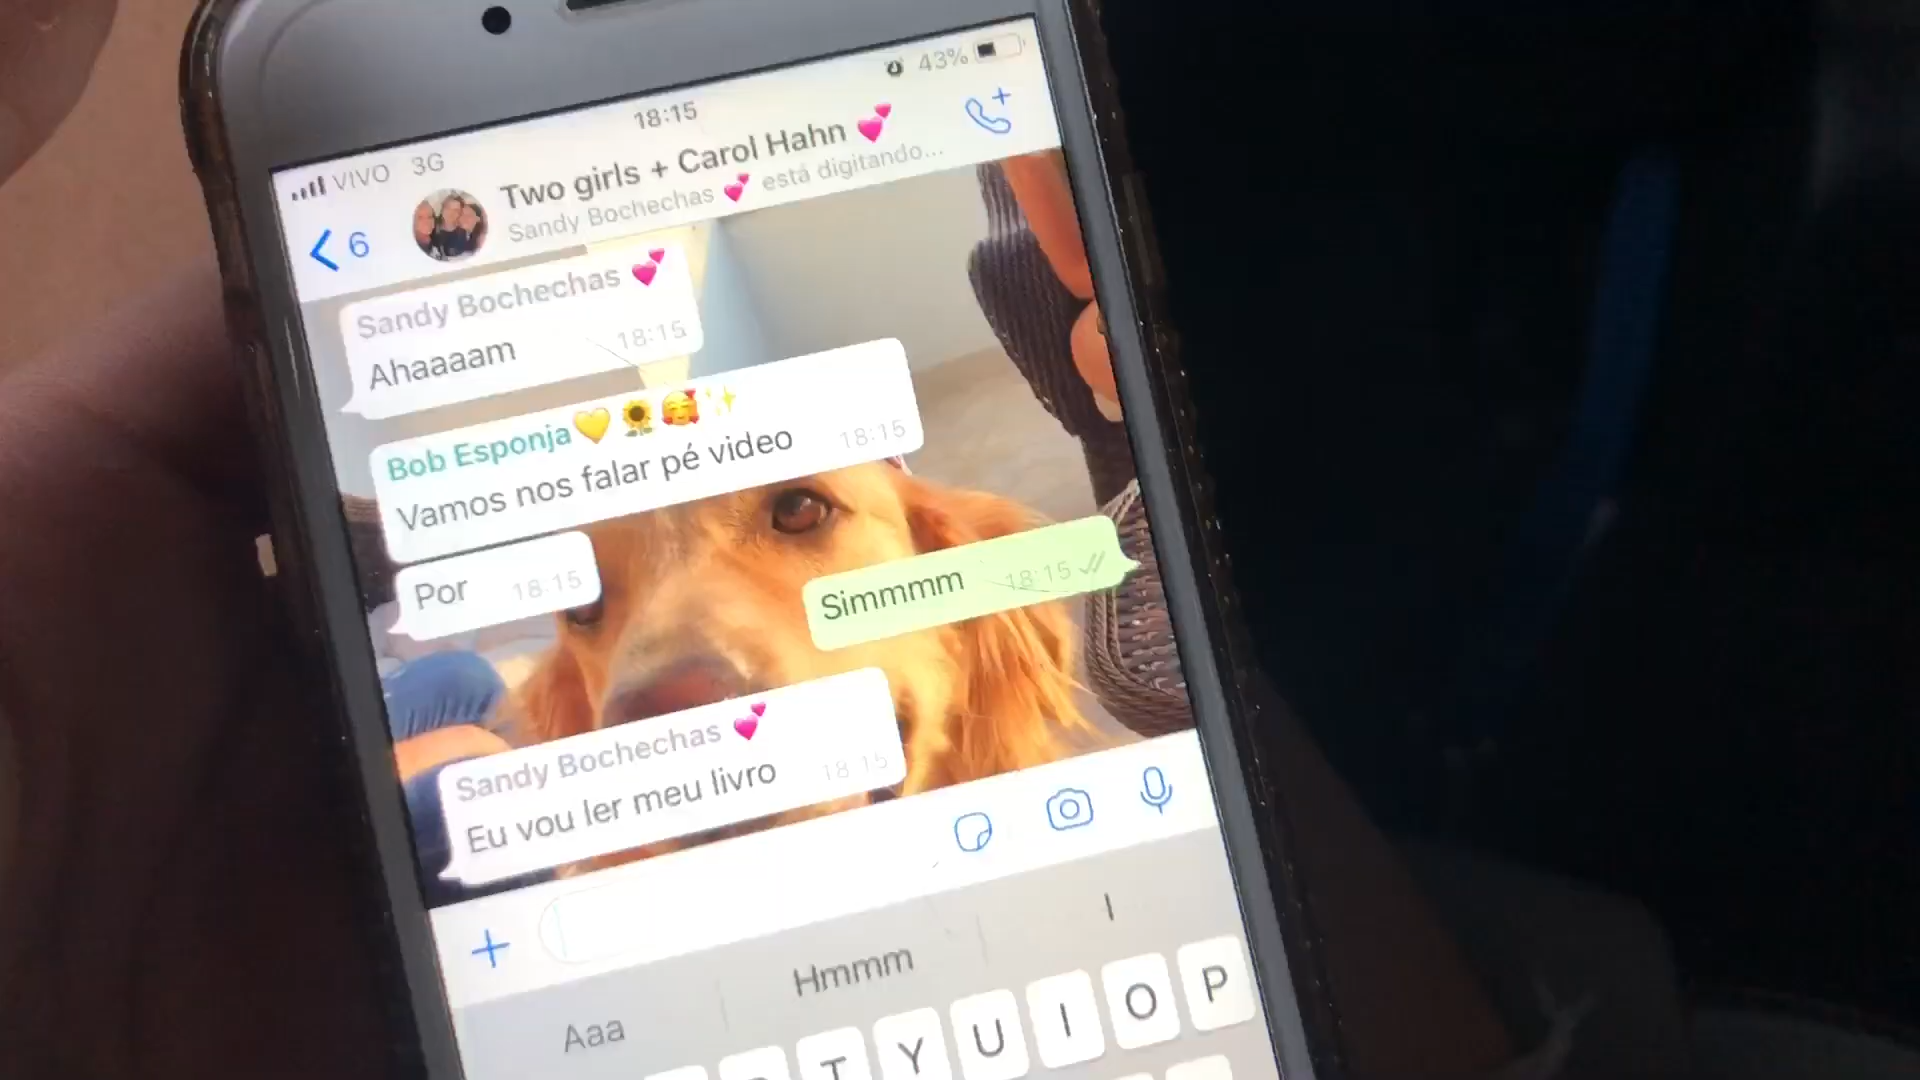 18:15
43%
VIVO 3G
6
Two girls + Carol Hahn 💕
Sandy Bochechas 💕 está digitando...
Sandy Bochechas 💕
Ahaaaam 18:15
Bob Esponja💛🌻🥰✨
Vamos nos falar pé video 18:15
Por 18:15
Simmmm 18:15
Sandy Bochechas 💕
Eu vou ler meu livro 18:15
Aaa
Hmmm
I
T Y U I O P